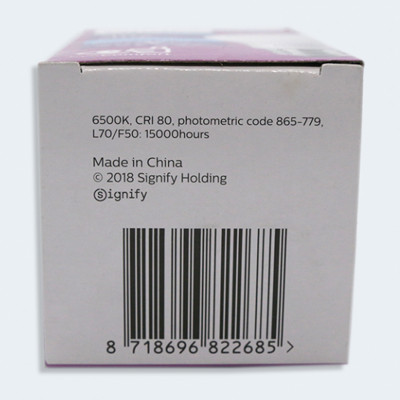 6500K, CRI 80, photometric code 865-779,
L70/F50: 15000hours
Made in China
© 2018 Signify Holding
Signify
8 718696 822685 >